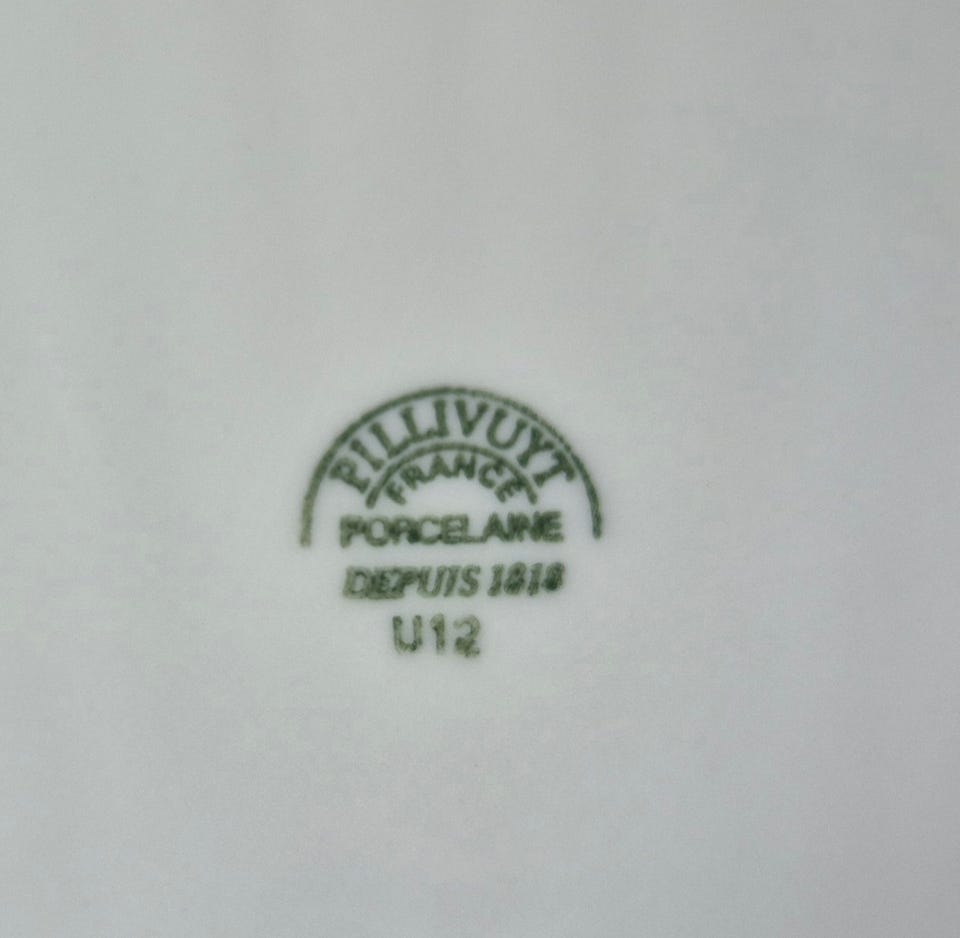 PILLIVUYT
FRANCE
PORCELAINE
DEPUIS 1818
U12